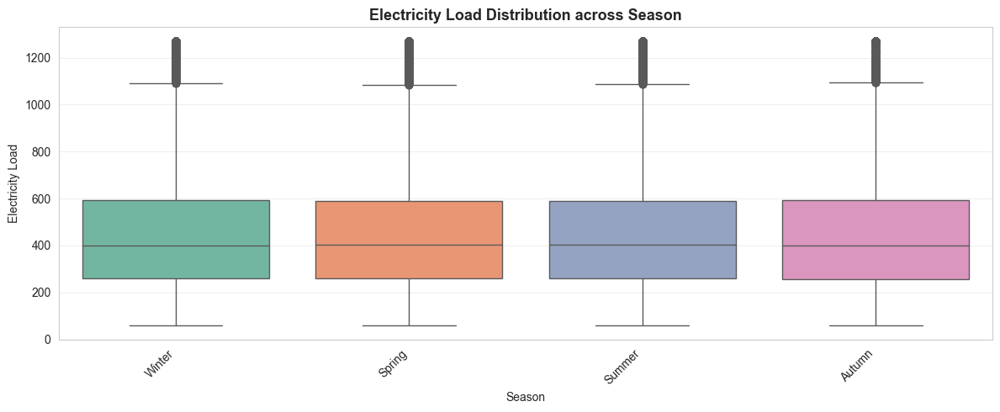 Electricity Load Distribution across Season
Electricity Load
1200
1000
800
600
400
200
0
Winter
Spring
Summer
Autumn
Season